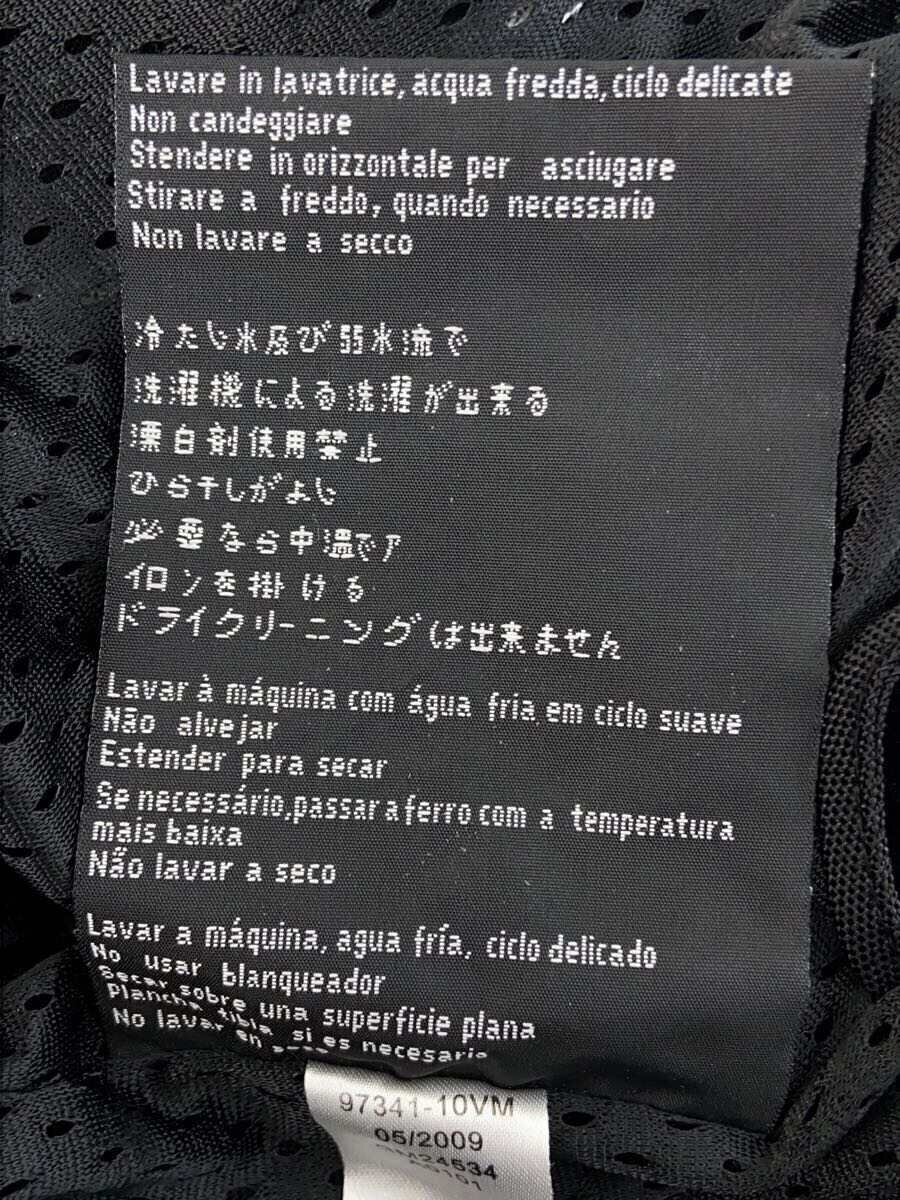 Lavare in lavatrice, acqua fredda, ciclo delicate
Non candeggiare
Stendere in orizzontale per asciugare
Stirare a freddo, quando necessario
Non lavare a secco
冷たい水及び弱水流で
洗濯機による洗濯が出来る
漂白剤使用禁止
ひら干しがよい
必要なら中温でア
イロンを掛ける
ドライクリーニングは出来ません
Lavar à máquina com água fria, em ciclo suave
Não alvejar
Estender para secar
Se necessário, passar a ferro com a temperatura
mais baixa
Não lavar a seco
Lavar a máquina, agua fría, ciclo delicado
No usar blanqueador
Secar sobre una superficie plana
Plancha tibia si es necesario
No lavar en
97341-10VM
05/2009